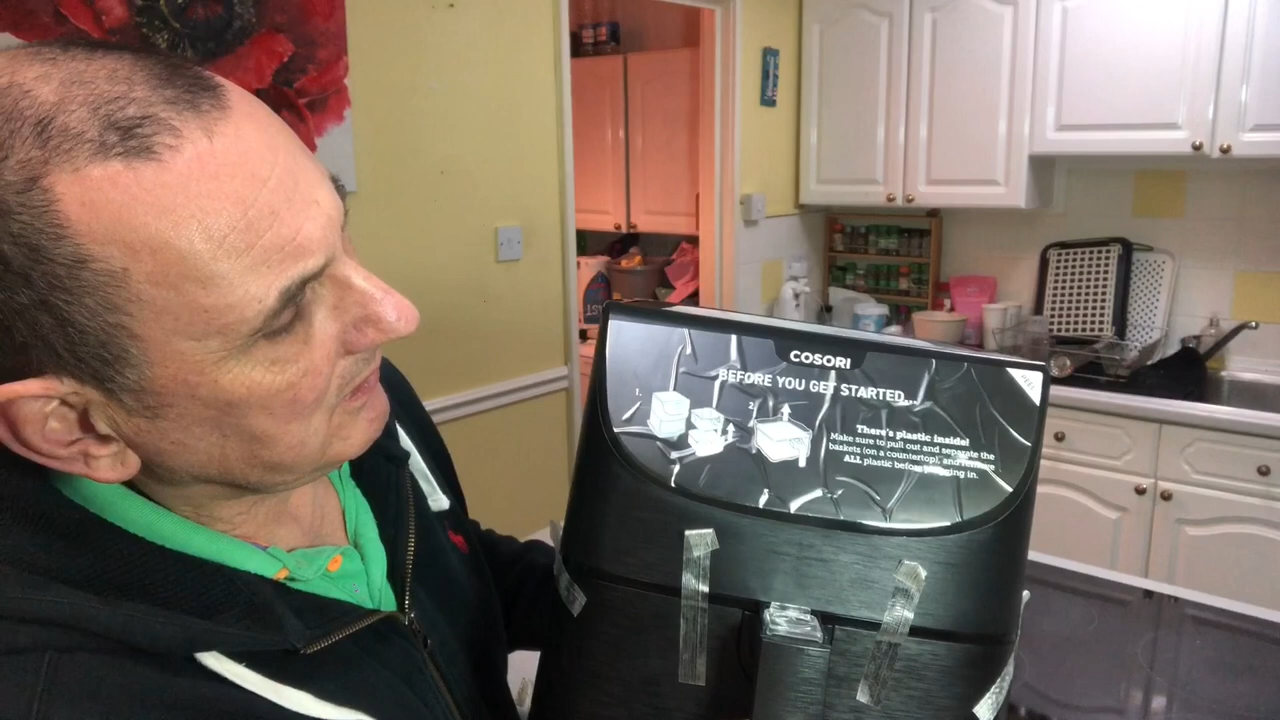 COSORI
BEFORE YOU GET STARTED...
1.
2.
There's plastic inside!
Make sure to pull out and separate the
baskets (on a countertop), and remove
ALL plastic before plugging in.
PEEL